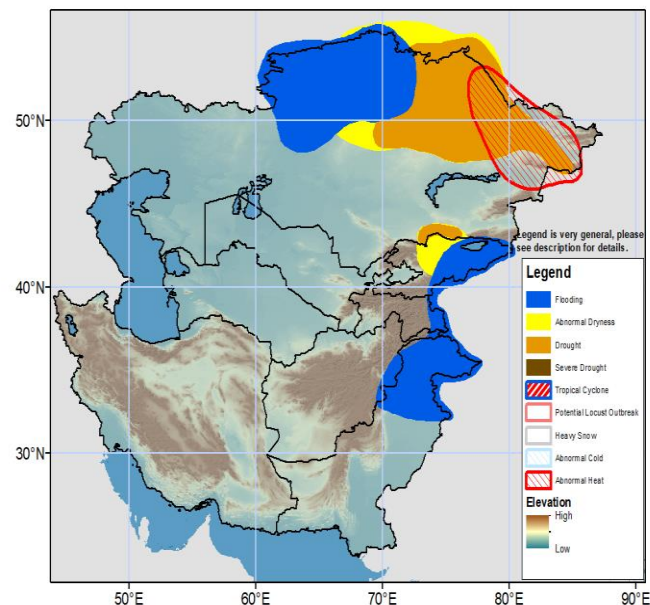 50°N
40°N
30°N
50°E
60°E
70°E
80°E
90°E
Legend is very general, please
see description for details.
Legend
Flooding
Abnormal Dryness
Drought
Severe Drought
Tropical Cyclone
Potential Locust Outbreak
Heavy Snow
Abnormal Cold
Abnormal Heat
Elevation
High
Low